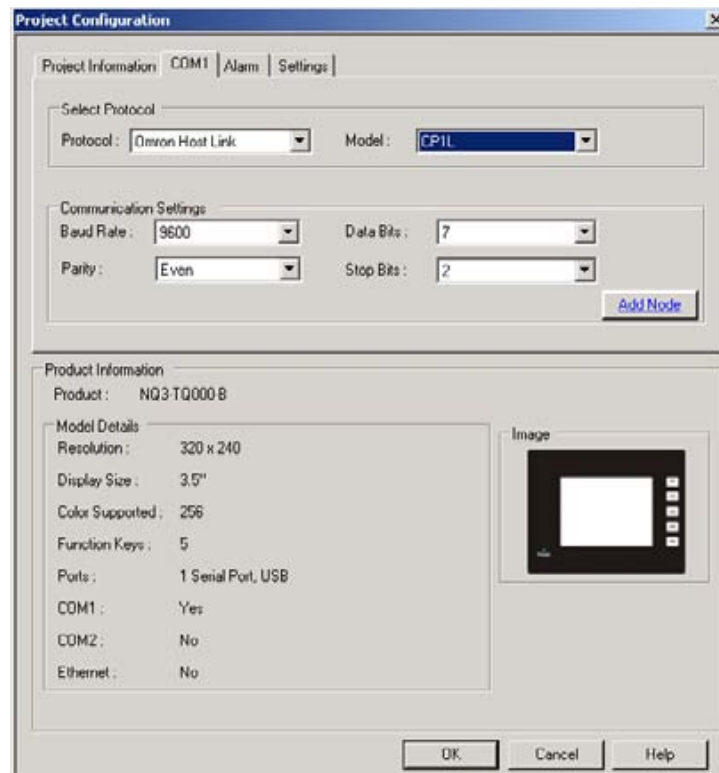 Project Configuration
Project Information COM1 Alarm Settings
Select Protocol
Protocol : Omron Host Link Model : CP1L
Communication Settings
Baud Rate : 9600 Data Bits : 7
Parity : Even Stop Bits : 2
Add Node
Product Information
Product : NQ3-TQ000-B
Model Details
Image
Resolution : 320 x 240
Display Size : 3.5"
Color Supported : 256
Function Keys : 5
Ports : 1 Serial Port, USB
COM1 : Yes
COM2 : No
Ethernet : No
OK Cancel Help